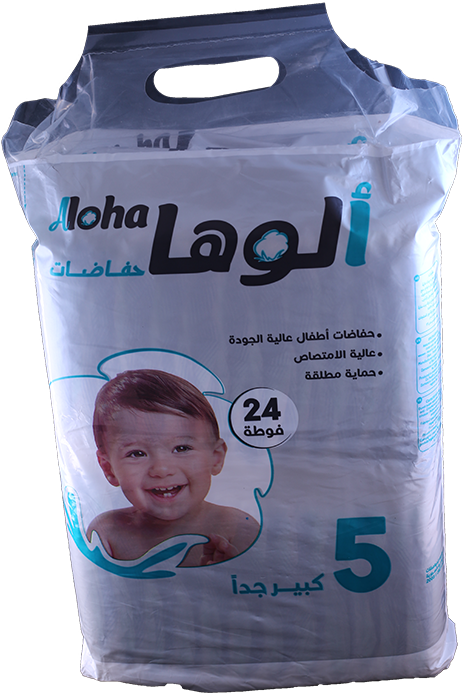 Aloha
ألوها
حفاضات
• حفاضات أطفال عالية الجودة
• عالية الامتصاص
• حماية مطلقة
24
فوطة
5
كبير جداً